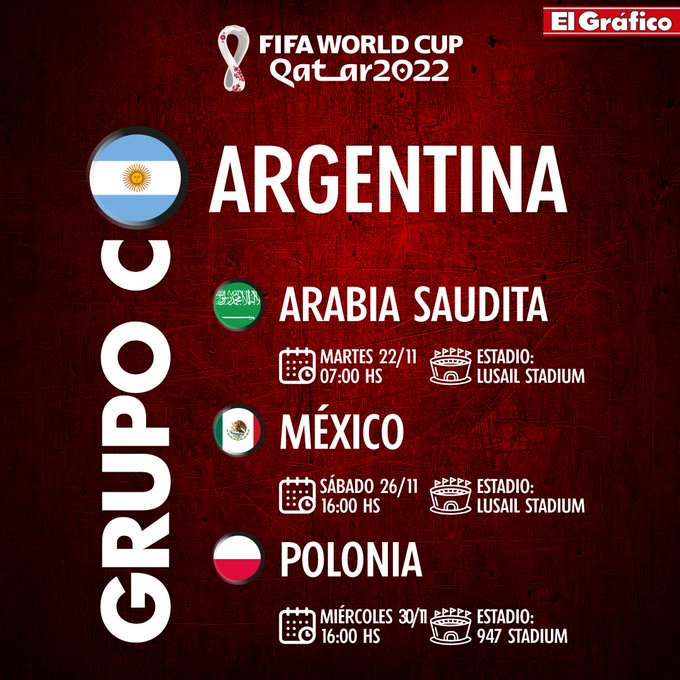 El Gráfico
FIFA WORLD CUP
Qatar2022
GRUPO C
ARGENTINA
ARABIA SAUDITA
MARTES 22/11
07:00 HS
ESTADIO:
LUSAIL STADIUM
MÉXICO
SÁBADO 26/11
16:00 HS
ESTADIO:
LUSAIL STADIUM
POLONIA
MIÉRCOLES 30/11
16:00 HS
ESTADIO:
947 STADIUM